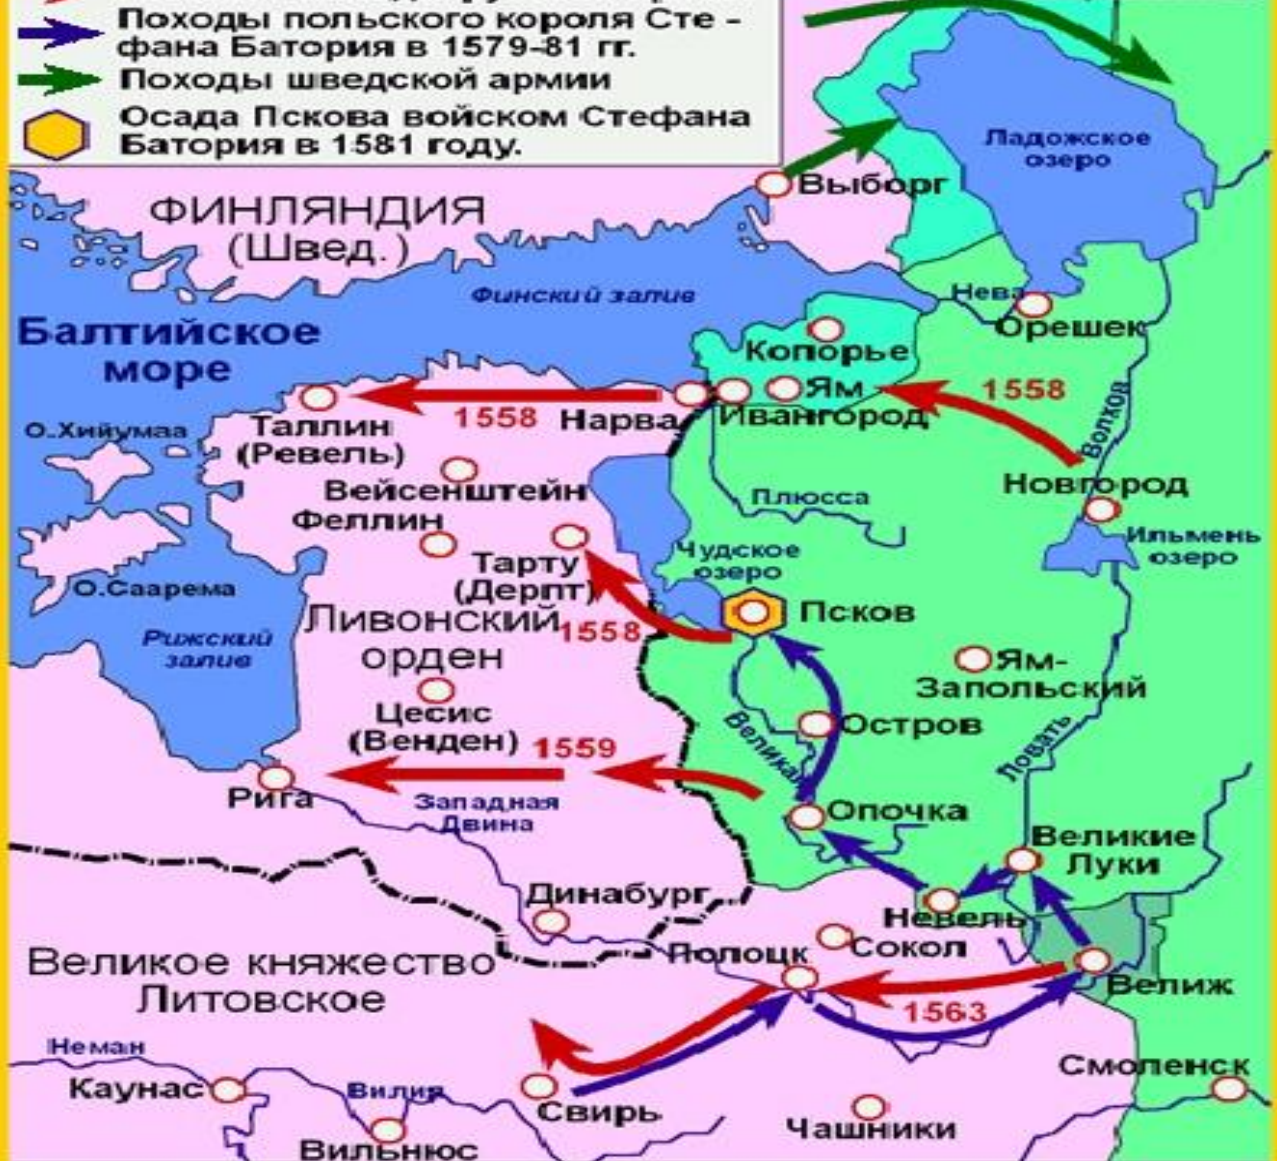 Походы польского короля Сте -
фана Батория в 1579-81 гг.
Походы шведской армии
Осада Пскова войском Стефана
Батория в 1581 году.
Ладожское
озеро
Выборг
ФИНЛЯНДИЯ
(Швед.)
Финский залив
Нева
Орешек
Балтийское
море
Копорье
Ям
1558
Ивангород
Нарва
1558
Таллин
(Ревель)
О.Хийумаа
Волхов
Вейсенштейн
Новгород
Плюсса
Феллин
Ильмень
озеро
Чудское
озеро
Тарту
(Дерпт)
О.Саарема
Псков
Ливонский
орден
1558
Рижский
залив
Ям-
Запольский
Цесис
(Венден)
Остров
Великая
Ловать
1559
Рига
Западная
Двина
Опочка
Великие
Луки
Динабург
Невель
Полоцк
Сокол
Великое княжество
Литовское
Велиж
1563
Неман
Смоленск
Каунас
Вилия
Свирь
Чашники
Вильнюс